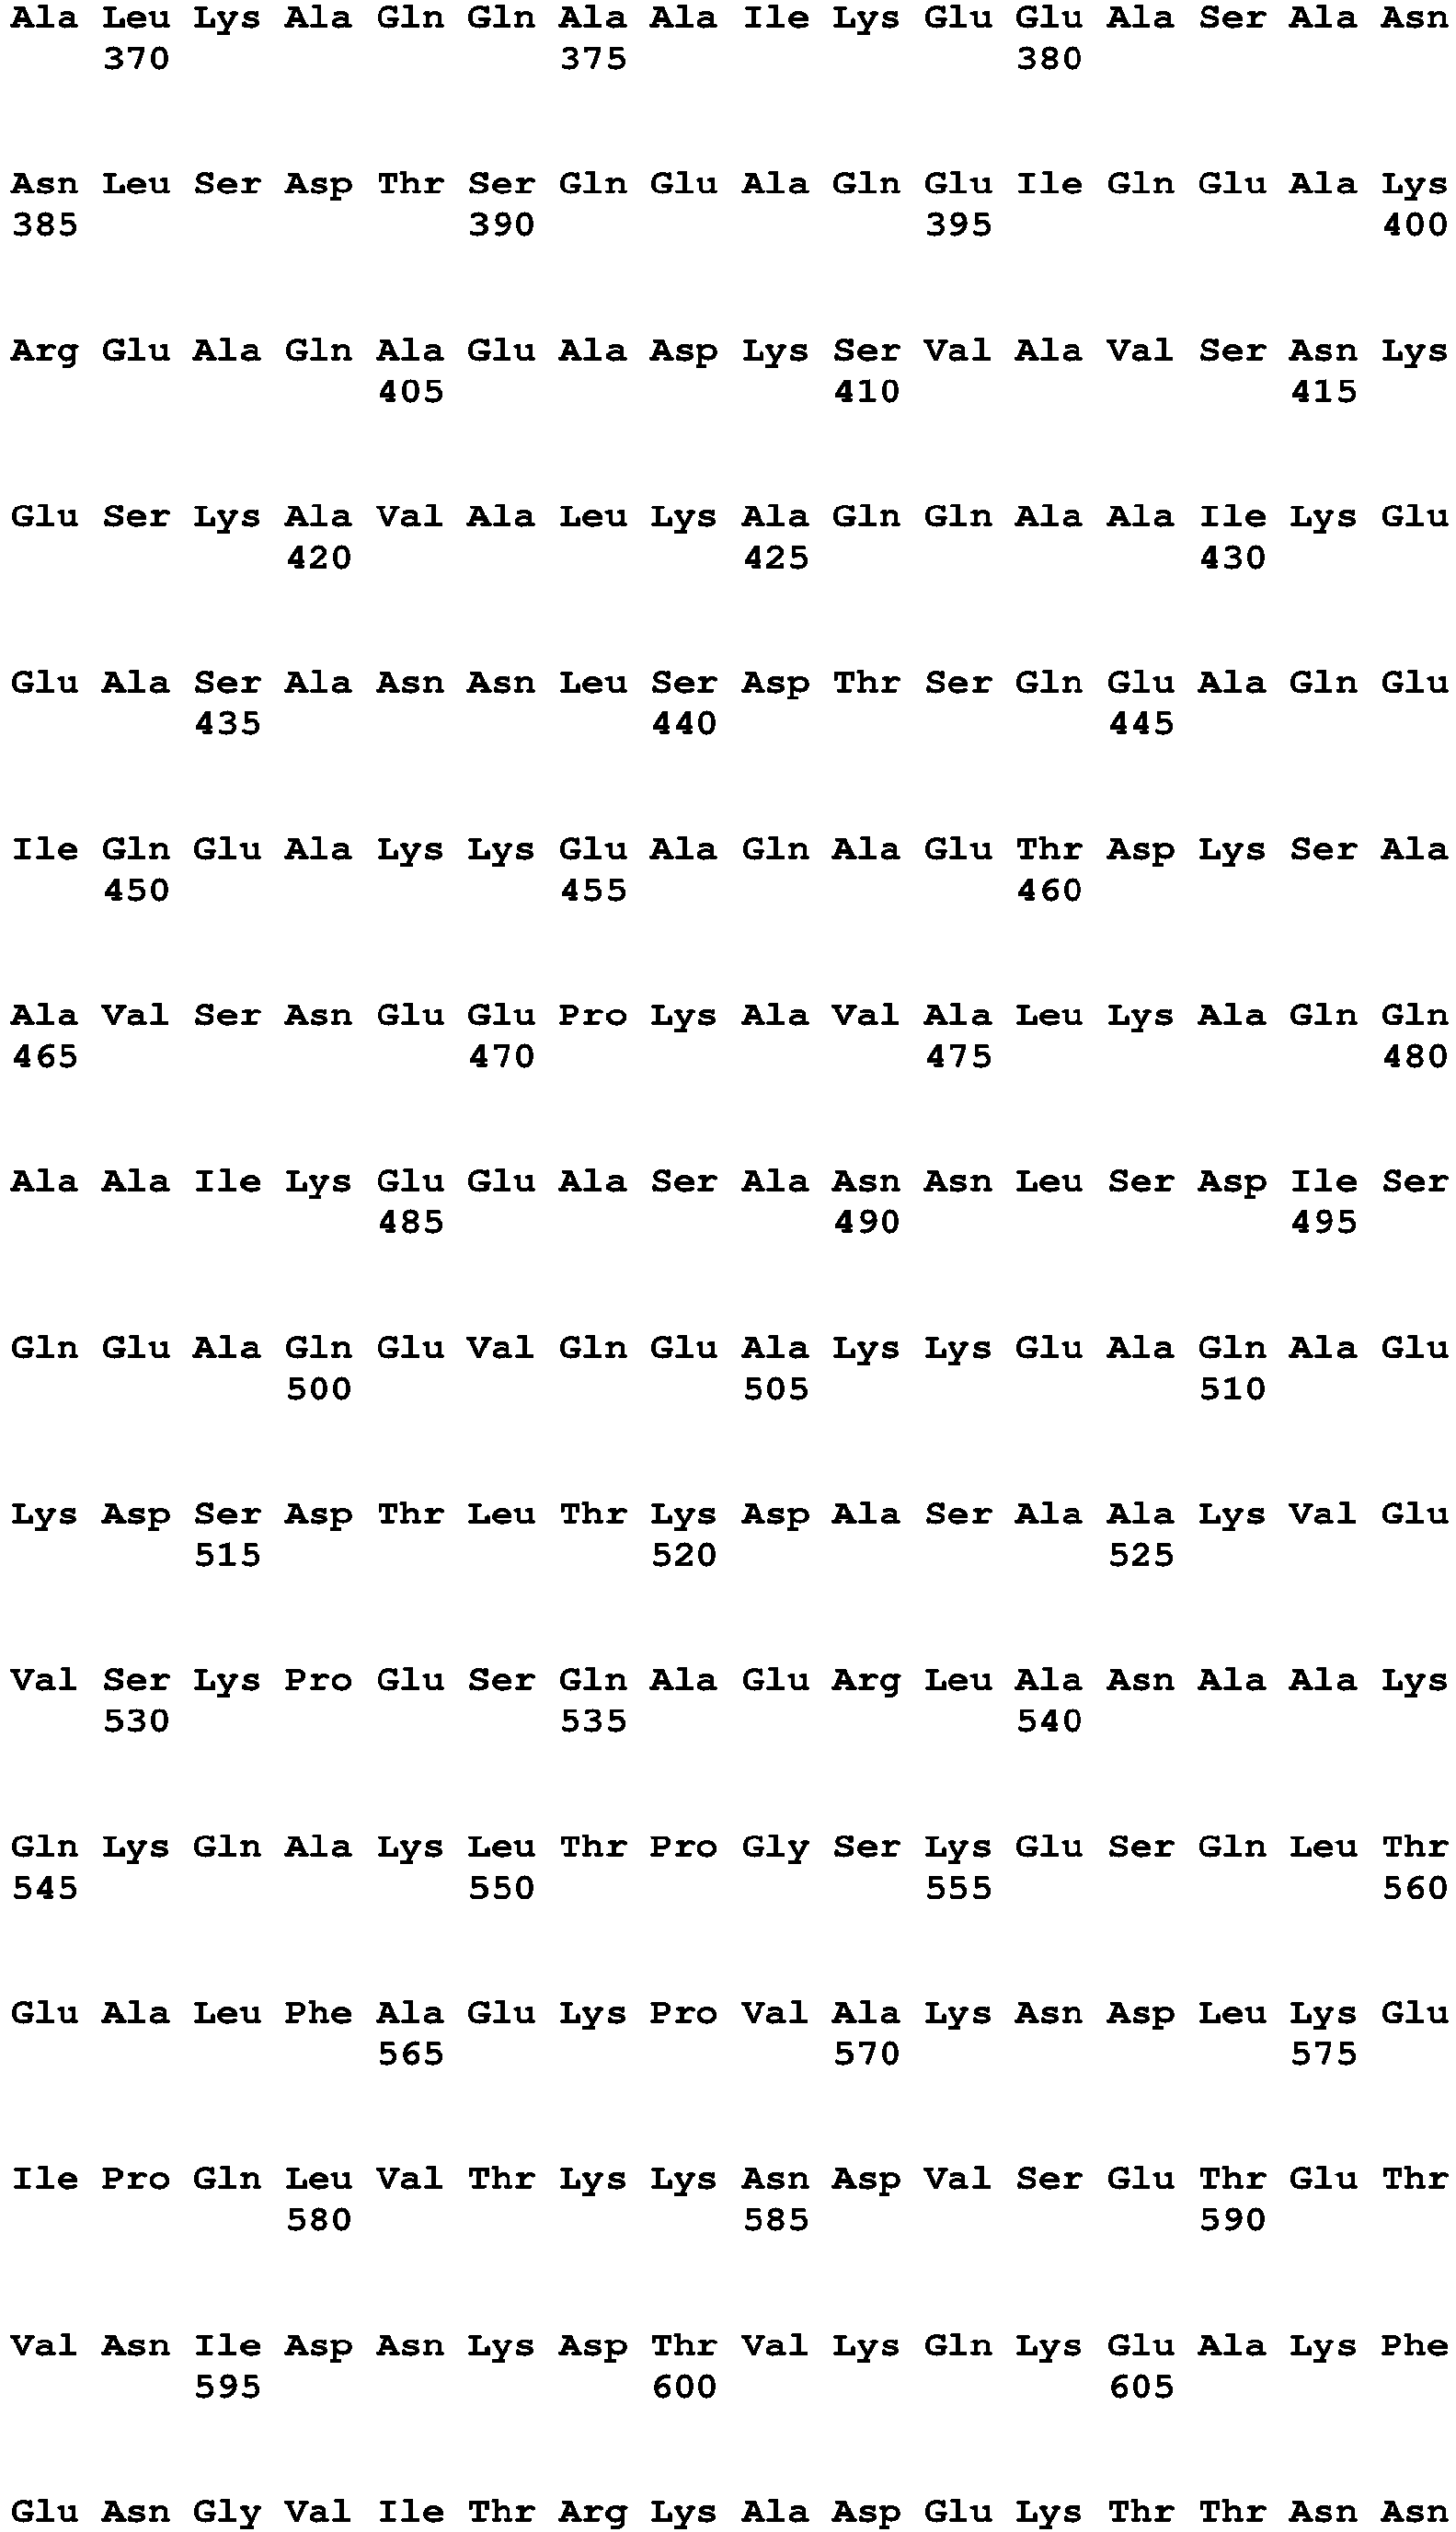 Ala Leu Lys Ala Gln Gln Ala Ala Ile Lys Glu Glu Ala Ser Ala Asn
370 375 380
Asn Leu Ser Asp Thr Ser Gln Glu Ala Gln Glu Ile Gln Glu Ala Lys
385 390 395 400
Arg Glu Ala Gln Ala Glu Ala Asp Lys Ser Val Ala Val Ser Asn Lys
405 410 415
Glu Ser Lys Ala Val Ala Leu Lys Ala Gln Gln Ala Ala Ile Lys Glu
420 425 430
Glu Ala Ser Ala Asn Asn Leu Ser Asp Thr Ser Gln Glu Ala Gln Glu
435 440 445
Ile Gln Glu Ala Lys Lys Glu Ala Gln Ala Glu Thr Asp Lys Ser Ala
450 455 460
Ala Val Ser Asn Glu Glu Pro Lys Ala Val Ala Leu Lys Ala Gln Gln
465 470 475 480
Ala Ala Ile Lys Glu Glu Ala Ser Ala Asn Asn Leu Ser Asp Ile Ser
485 490 495
Gln Glu Ala Gln Glu Val Gln Glu Ala Lys Lys Glu Ala Gln Ala Glu
500 505 510
Lys Asp Ser Asp Thr Leu Thr Lys Asp Ala Ser Ala Ala Lys Val Glu
515 520 525
Val Ser Lys Pro Glu Ser Gln Ala Glu Arg Leu Ala Asn Ala Ala Lys
530 535 540
Gln Lys Gln Ala Lys Leu Thr Pro Gly Ser Lys Glu Ser Gln Leu Thr
545 550 555 560
Glu Ala Leu Phe Ala Glu Lys Pro Val Ala Lys Asn Asp Leu Lys Glu
565 570 575
Ile Pro Gln Leu Val Thr Lys Lys Asn Asp Val Ser Glu Thr Glu Thr
580 585 590
Val Asn Ile Asp Asn Lys Asp Thr Val Lys Gln Lys Glu Ala Lys Phe
595 600 605
Glu Asn Gly Val Ile Thr Arg Lys Ala Asp Glu Lys Thr Thr Asn Asn